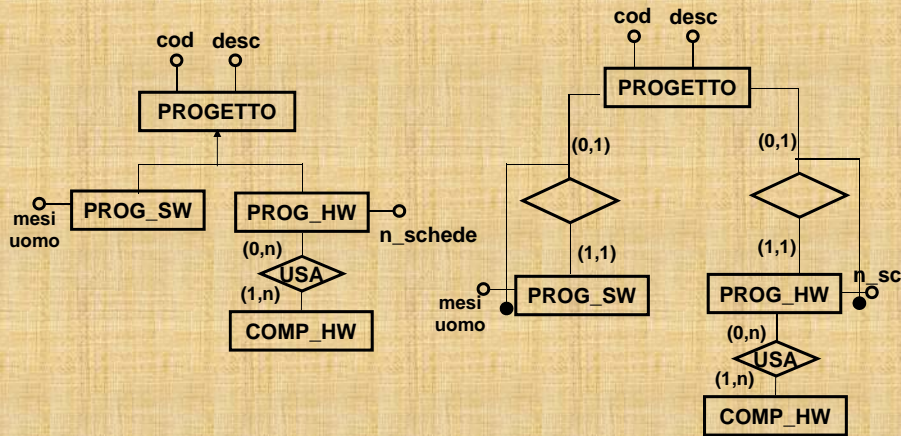 cod desc
PROGETTO
PROG_SW
mesi
uomo
PROG_HW
n_schede
(0,n)
USA
(1,n)
COMP_HW
cod desc
PROGETTO
(0,1)
(0,1)
(1,1)
(1,1)
mesi
uomo
PROG_SW
PROG_HW
n_sc
(0,n)
USA
(1,n)
COMP_HW